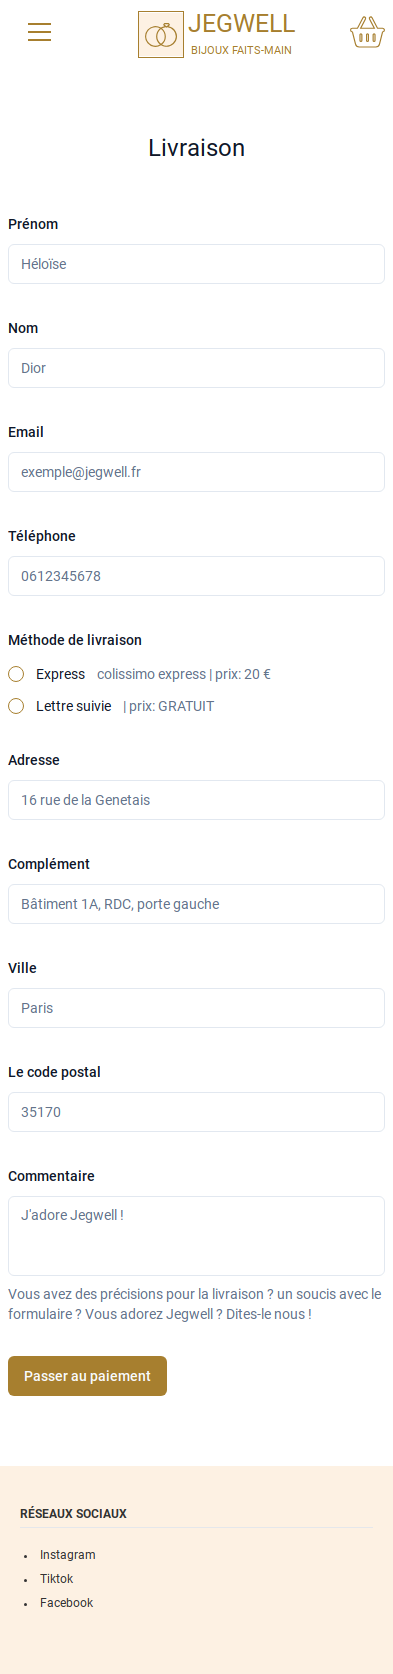 JEGWELL
BIJOUX FAITS-MAIN
Livraison
Prénom
Héloïse
Nom
Dior
Email
exemple@jegwell.fr
Téléphone
0612345678
Méthode de livraison
Express colissimo express | prix: 20 €
Lettre suivie | prix: GRATUIT
Adresse
16 rue de la Genetais
Complément
Bâtiment 1A, RDC, porte gauche
Ville
Paris
Le code postal
35170
Commentaire
J'adore Jegwell !
Vous avez des précisions pour la livraison ? un soucis avec le
formulaire ? Vous adorez Jegwell ? Dites-le nous !
Passer au paiement
RÉSEAUX SOCIAUX
• Instagram
• Tiktok
• Facebook